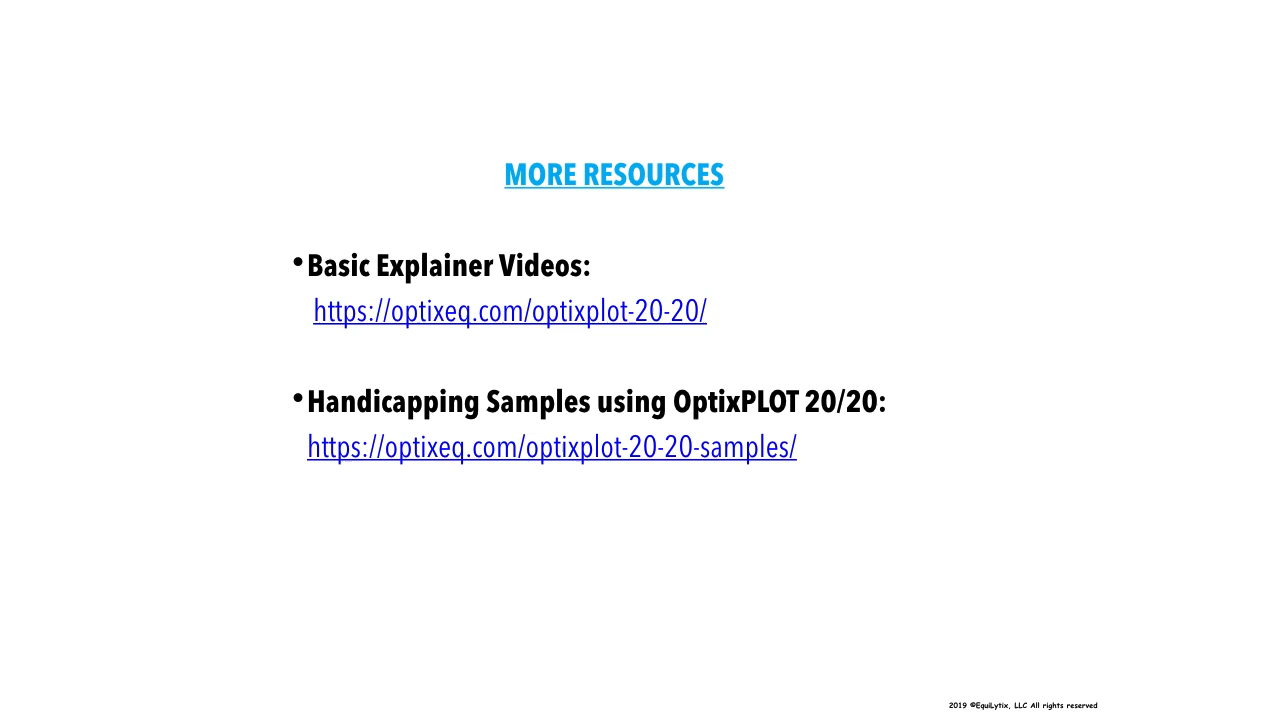 MORE RESOURCES
•Basic Explainer Videos:
https://optixeq.com/optixplot-20-20/
•Handicapping Samples using OptixPLOT 20/20:
https://optixeq.com/optixplot-20-20-samples/
2019 ©EquiLytix, LLC All rights reserved